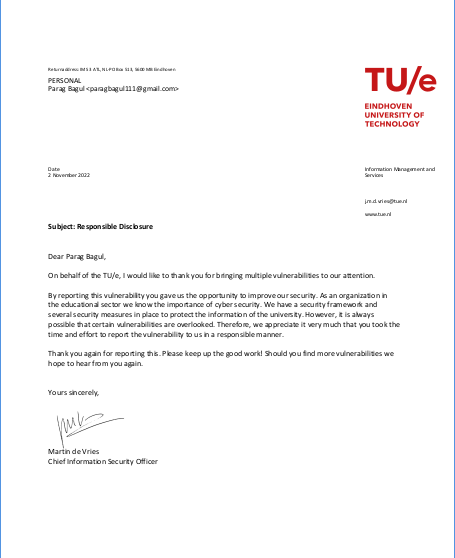 Return address: IMS 3 ATL, NL-PO Box 513, 5600 MB Eindhoven
PERSONAL
Parag Bagul <paragbagul111@gmail.com>
TU/e
EINDHOVEN
UNIVERSITY OF
TECHNOLOGY
Date
2 November 2022
Information Management and
Services
j.m.d.vries@tue.nl
www.tue.nl
Subject: Responsible Disclosure
Dear Parag Bagul,
On behalf of the TU/e, I would like to thank you for bringing multiple vulnerabilities to our attention.
By reporting this vulnerability you gave us the opportunity to improve our security. As an organization in
the educational sector we know the importance of cyber security. We have a security framework and
several security measures in place to protect the information of the university. However, it is always
possible that certain vulnerabilities are overlooked. Therefore, we appreciate it very much that you took the
time and effort to report the vulnerability to us in a responsible manner.
Thank you again for reporting this. Please keep up the good work! Should you find more vulnerabilities we
hope to hear from you again.
Yours sincerely,
Martin de Vries
Chief Information Security Officer